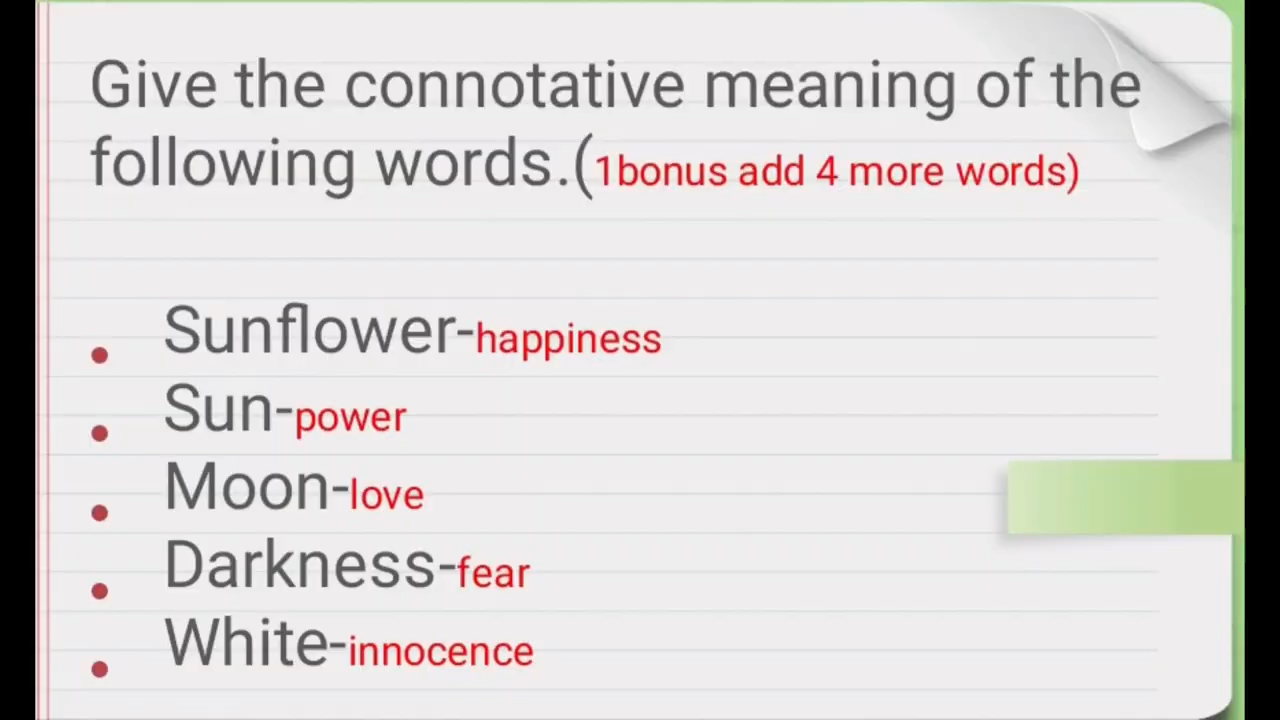 Give the connotative meaning of the
following words.(1bonus add 4 more words)
Sunflower-happiness
Sun-power
Moon-love
Darkness-fear
White-innocence